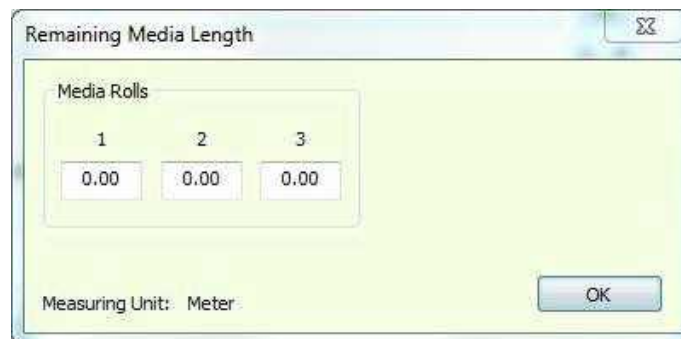 Remaining Media Length
Media Rolls
1 2 3
0.00 0.00 0.00
Measuring Unit: Meter
OK